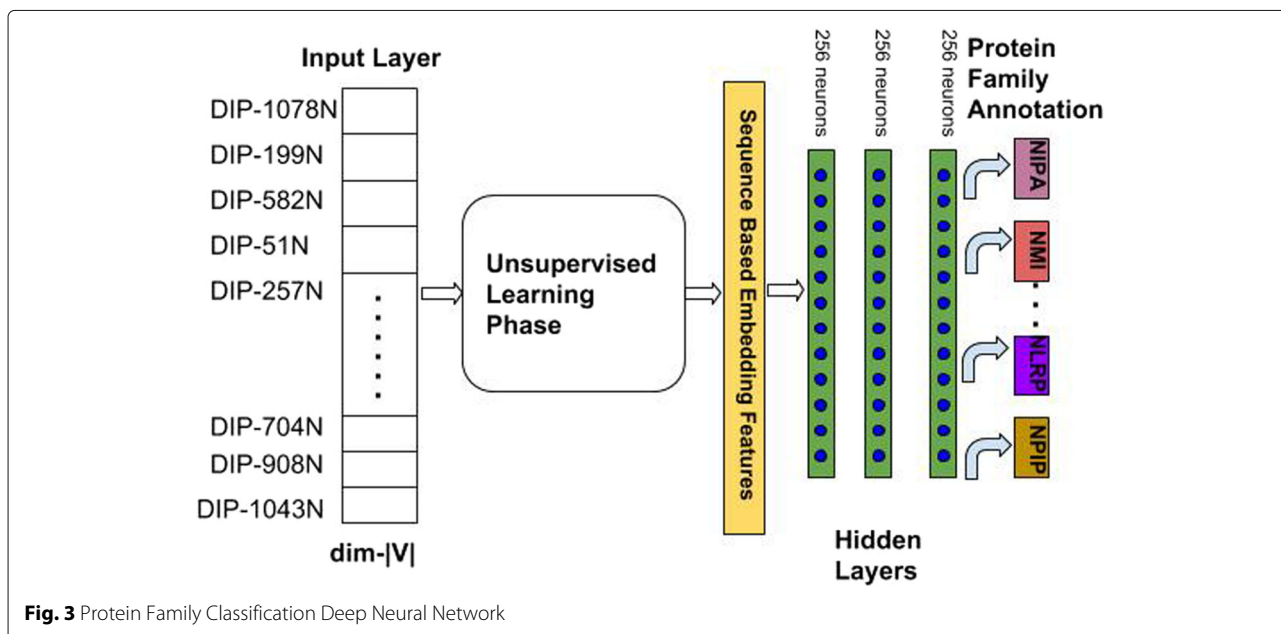 Input Layer
DIP-1078N
DIP-199N
DIP-582N
DIP-51N
DIP-257N
DIP-704N
DIP-908N
DIP-1043N
dim-|V|
Unsupervised
Learning
Phase
Sequence Based Embedding Features
256 neurons
256 neurons
256 neurons
Hidden
Layers
Protein
Family
Annotation
NIPA
NMI
NLRP
NPIP
Fig. 3 Protein Family Classification Deep Neural Network